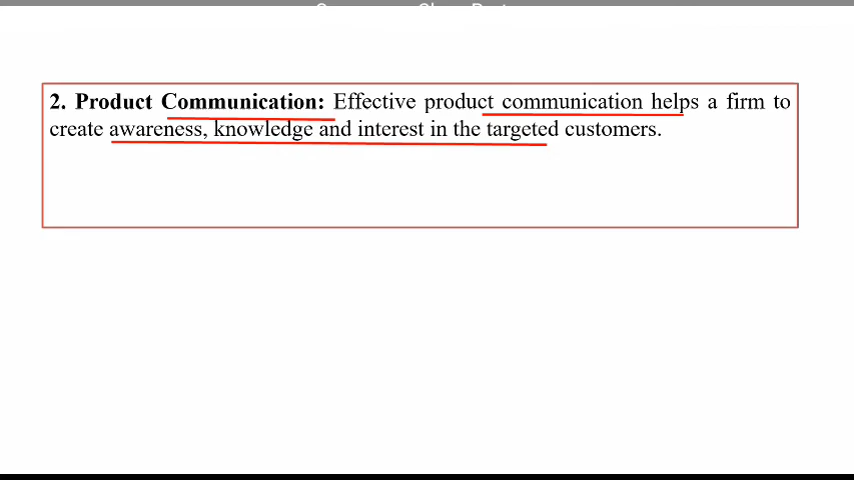 2. Product Communication: Effective product communication helps a firm to
create awareness, knowledge and interest in the targeted customers.